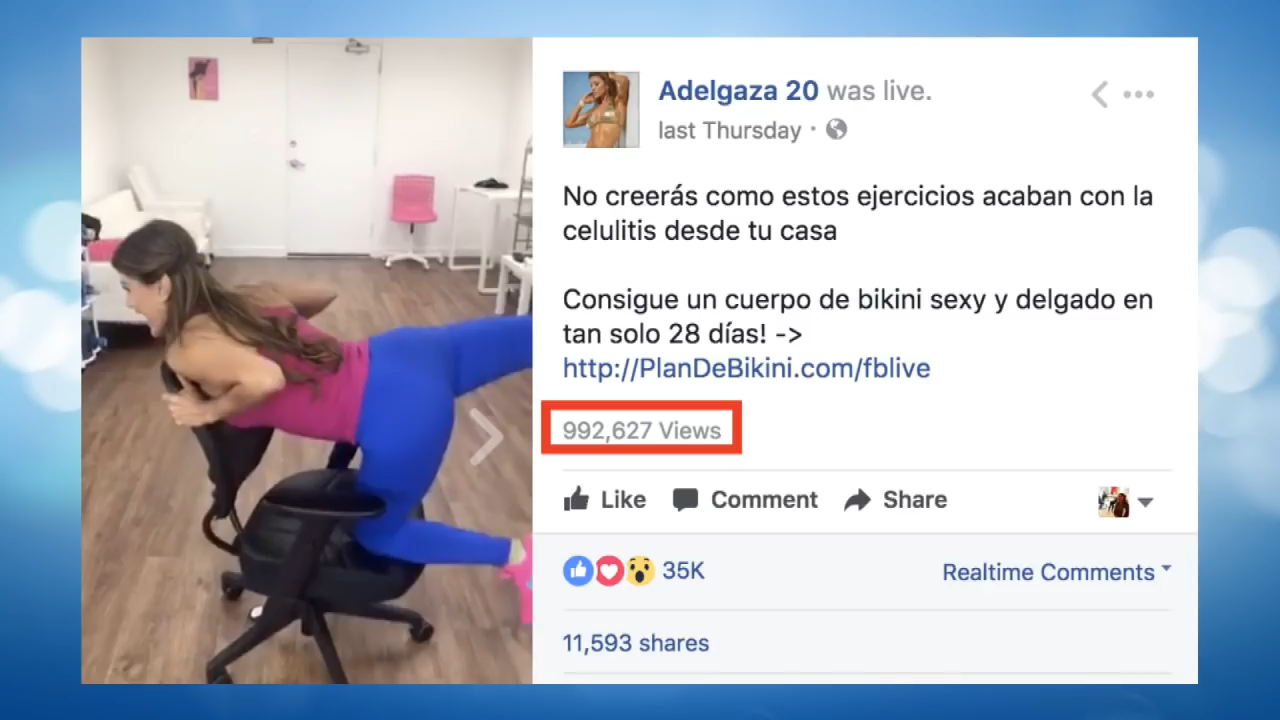 Adelgaza 20 was live.
last Thursday ·
No creerás como estos ejercicios acaban con la
celulitis desde tu casa
Consigue un cuerpo de bikini sexy y delgado en
tan solo 28 días! ->
http://PlanDeBikini.com/fblive
992,627 Views
Like Comment Share
35K Realtime Comments
11,593 shares